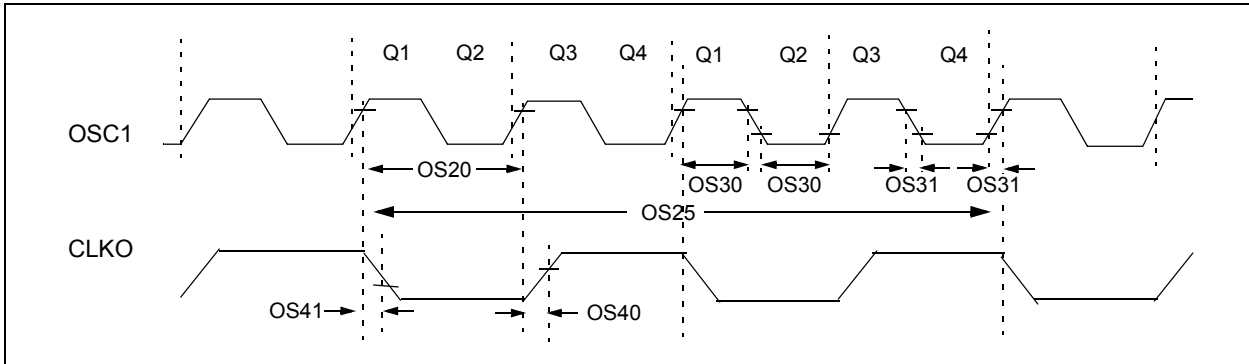 Q1 Q2 Q3 Q4 Q1 Q2 Q3 Q4
OSC1
OS20 OS30 OS30 OS31 OS31
OS25
CLKO
OS41 OS40